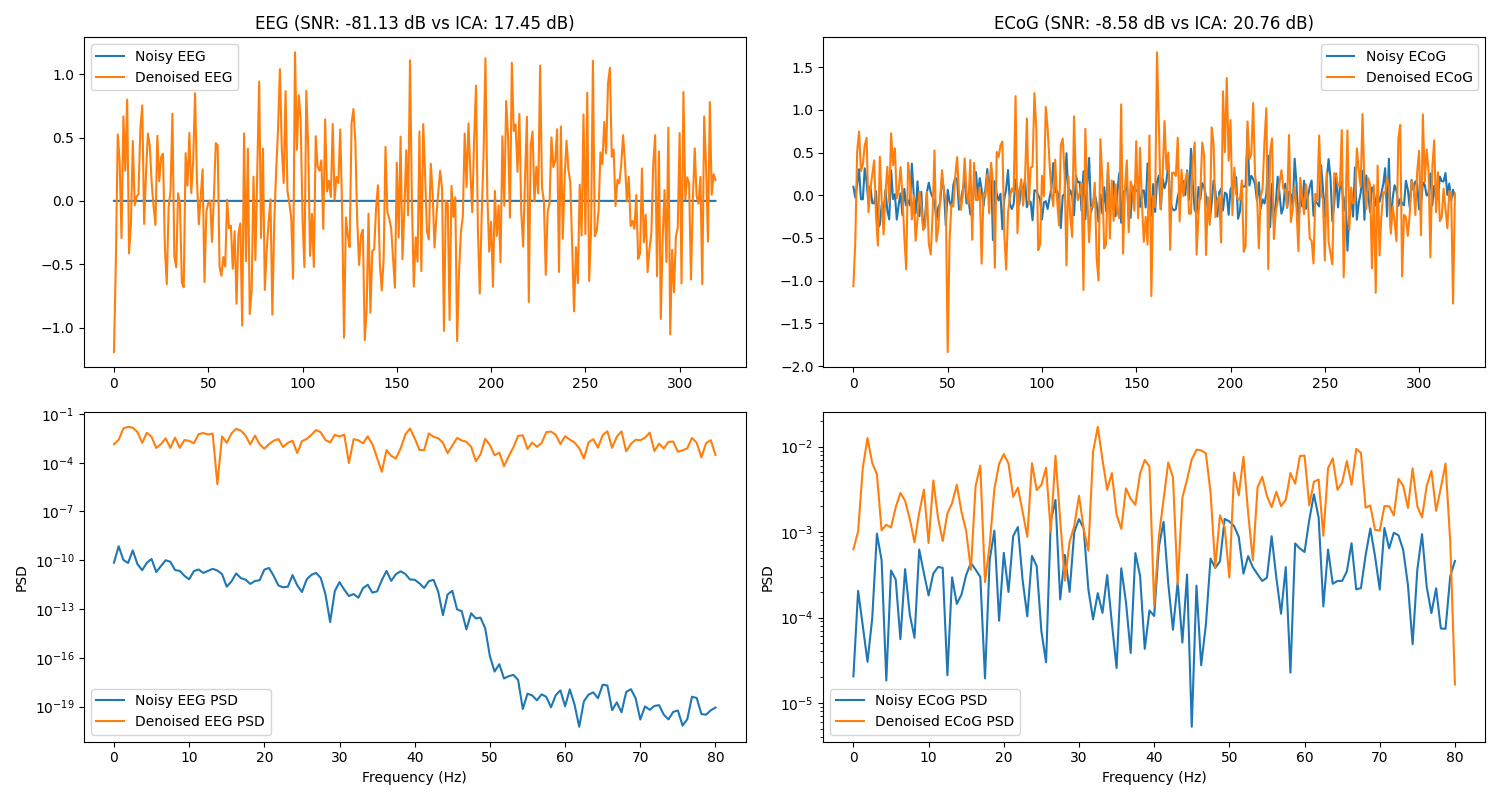 EEG (SNR: -81.13 dB vs ICA: 17.45 dB)
Noisy EEG
Denoised EEG
1.0
0.5
0.0
−0.5
−1.0
0 50 100 150 200 250 300
ECoG (SNR: -8.58 dB vs ICA: 20.76 dB)
Noisy ECoG
Denoised ECoG
1.5
1.0
0.5
0.0
−0.5
−1.0
−1.5
−2.0
0 50 100 150 200 250 300
PSD
10⁻¹
10⁻⁴
10⁻⁷
10⁻¹⁰
10⁻¹³
10⁻¹⁶
10⁻¹⁹
Noisy EEG PSD
Denoised EEG PSD
0 10 20 30 40 50 60 70 80
Frequency (Hz)
PSD
10⁻²
10⁻³
10⁻⁴
10⁻⁵
Noisy ECoG PSD
Denoised ECoG PSD
0 10 20 30 40 50 60 70 80
Frequency (Hz)